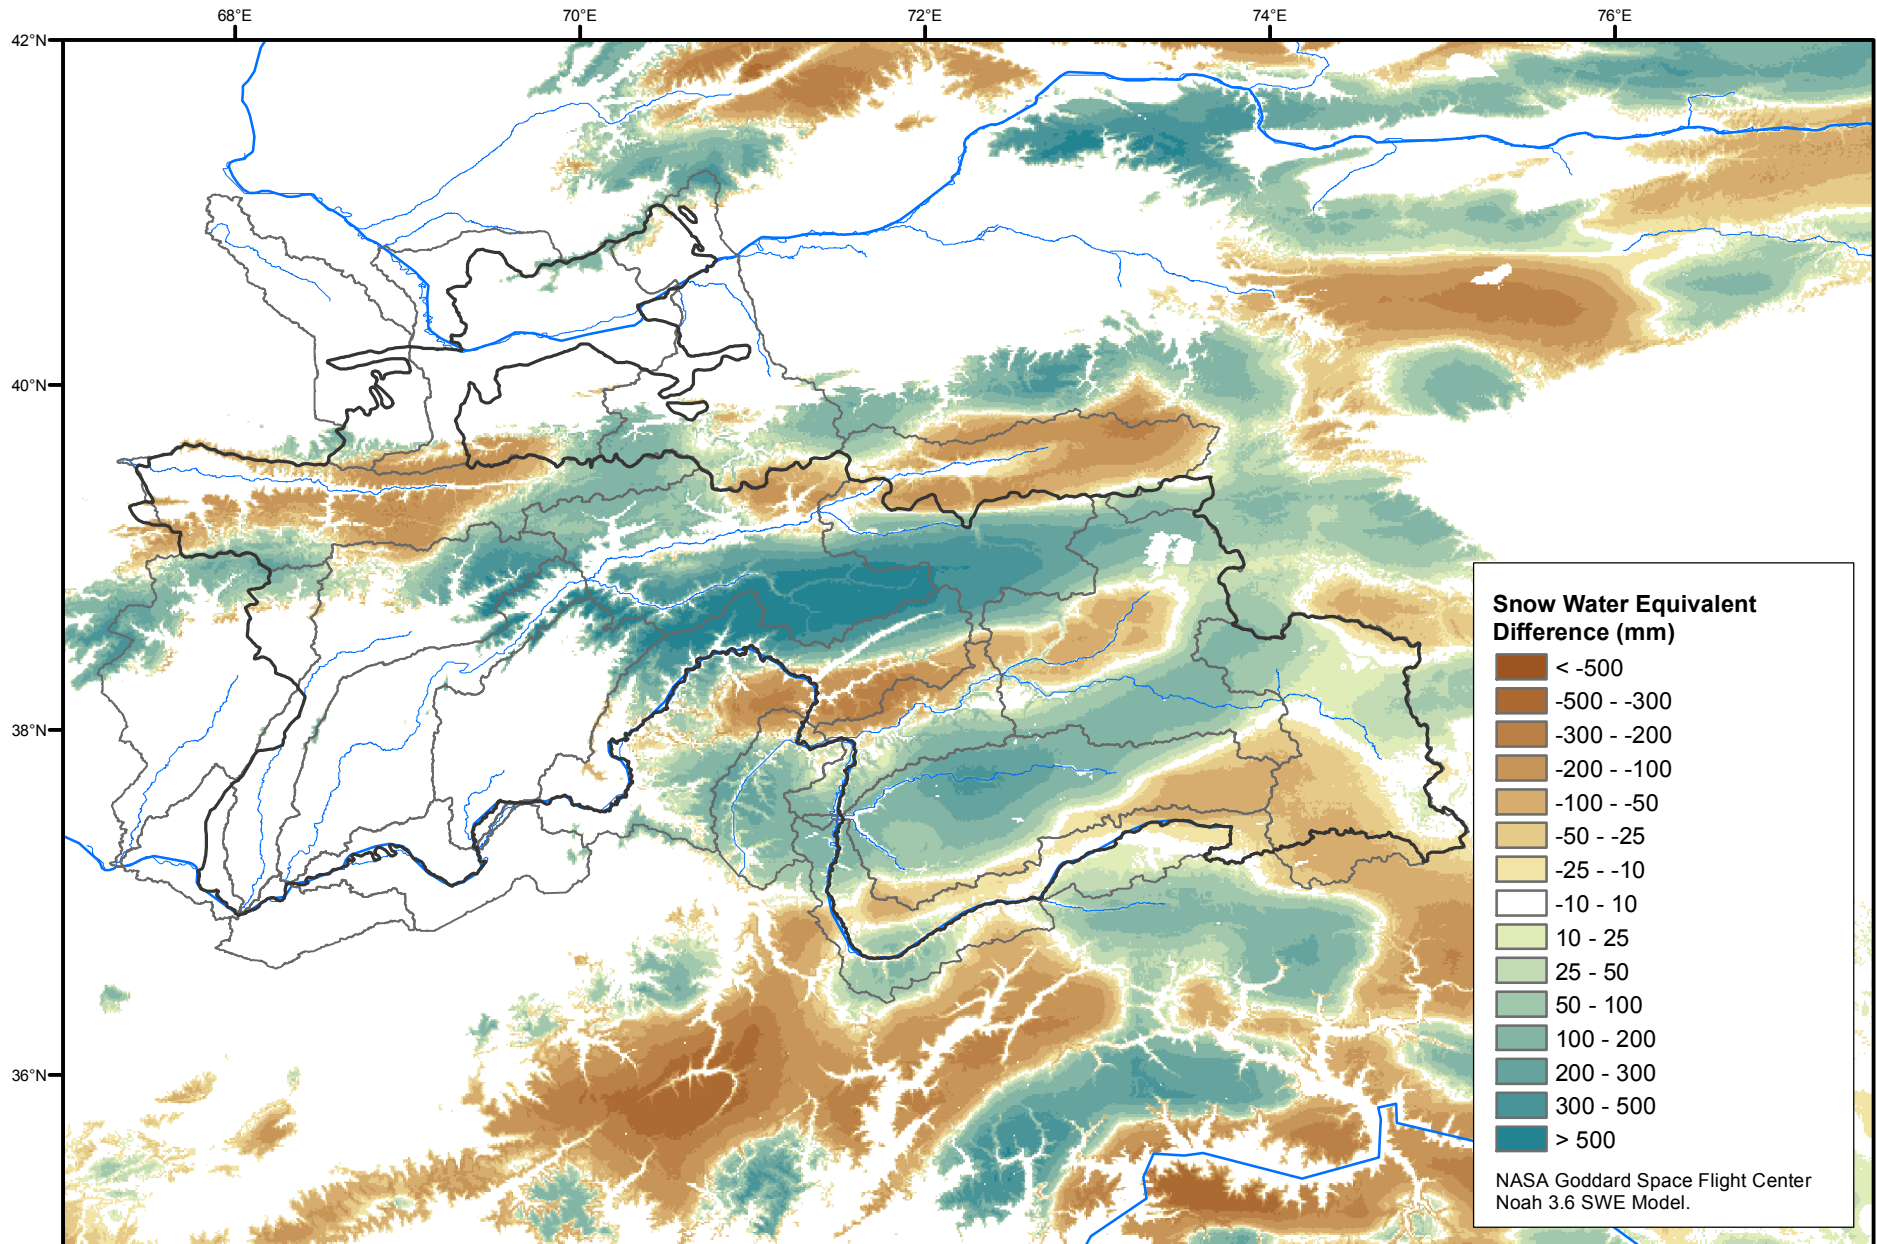 68°E 70°E 72°E 74°E 76°E
42°N
40°N
38°N
36°N
Snow Water Equivalent
Difference (mm)
< -500
-500 - -300
-300 - -200
-200 - -100
-100 - -50
-50 - -25
-25 - -10
-10 - 10
10 - 25
25 - 50
50 - 100
100 - 200
200 - 300
300 - 500
> 500
NASA Goddard Space Flight Center
Noah 3.6 SWE Model.